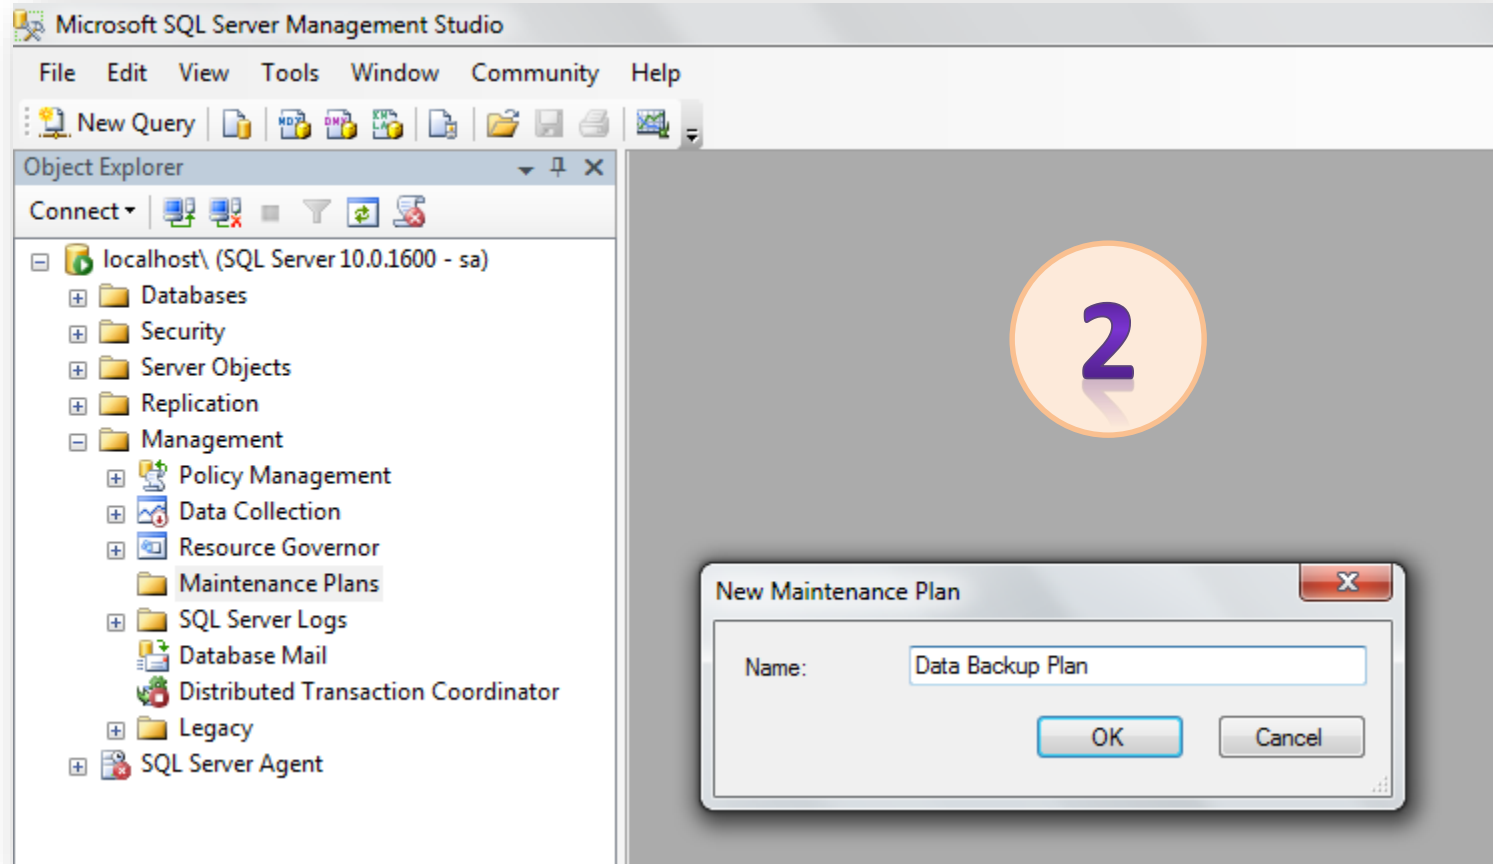 Microsoft SQL Server Management Studio
File Edit View Tools Window Community Help
New Query
Object Explorer
Connect
localhost\ (SQL Server 10.0.1600 - sa)
Databases
Security
Server Objects
Replication
Management
Policy Management
Data Collection
Resource Governor
Maintenance Plans
SQL Server Logs
Database Mail
Distributed Transaction Coordinator
Legacy
SQL Server Agent
2
New Maintenance Plan
Name: Data Backup Plan
OK Cancel